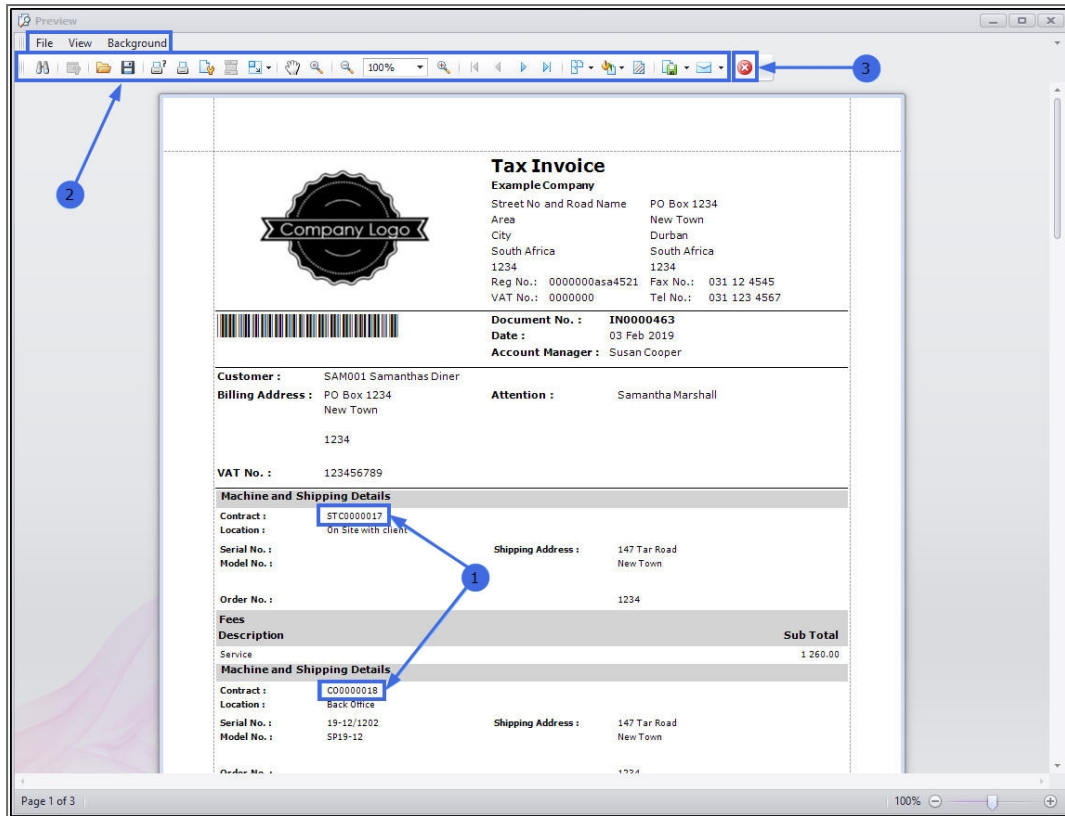 Preview
File View Background
100%
3
2
Tax Invoice
Example Company
Company Logo
Street No and Road Name PO Box 1234
Area New Town
City Durban
South Africa South Africa
1234 1234
Reg No.: 0000000asa4521 Fax No.: 031 12 4545
VAT No.: 0000000 Tel No.: 031 123 4567
Document No. : IN0000463
Date : 03 Feb 2019
Account Manager : Susan Cooper
Customer : SAM001 Samanthas Diner
Billing Address : PO Box 1234 Attention : Samantha Marshall
New Town
1234
VAT No. : 123456789
Machine and Shipping Details
Contract : STC0000017
Location : On Site with client
Serial No. : Shipping Address : 147 Tar Road
Model No. : New Town
1
Order No. : 1234
Fees
Description Sub Total
Service 1 260.00
Machine and Shipping Details
Contract : CO0000018
Location : Back Office
Serial No. : 19-12/1202 Shipping Address : 147 Tar Road
Model No. : SP19-12 New Town
Order No. : 1234
Page 1 of 3 100%